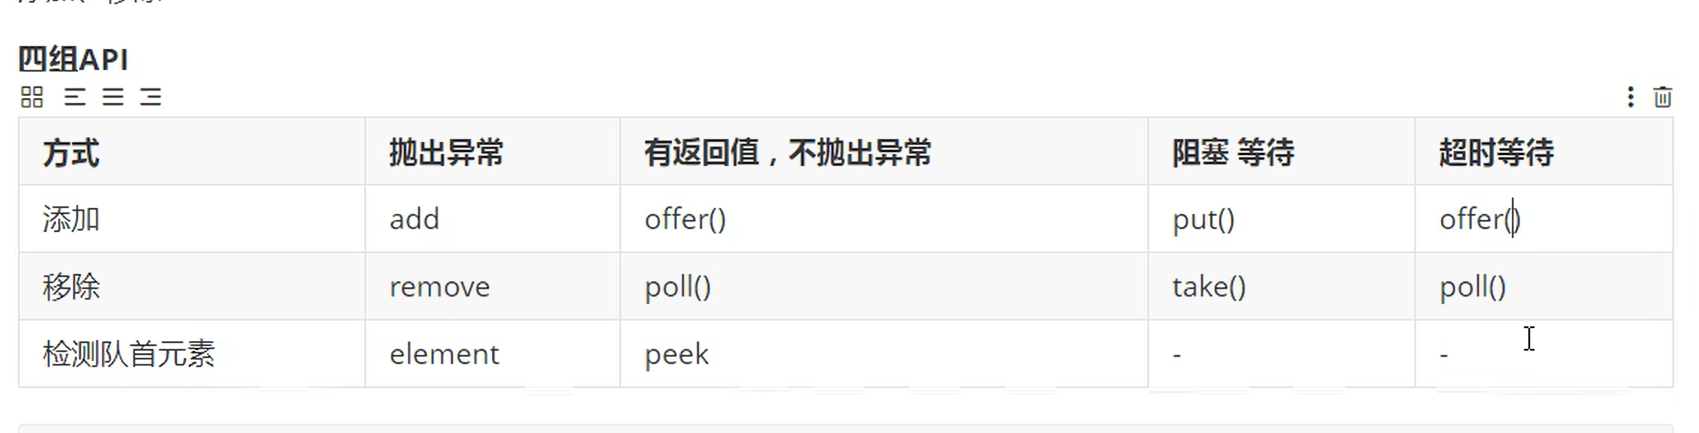 四组API
方式 抛出异常 有返回值，不抛出异常 阻塞 等待 超时等待
添加 add offer() put() offer()
移除 remove poll() take() poll()
检测队首元素 element peek - -